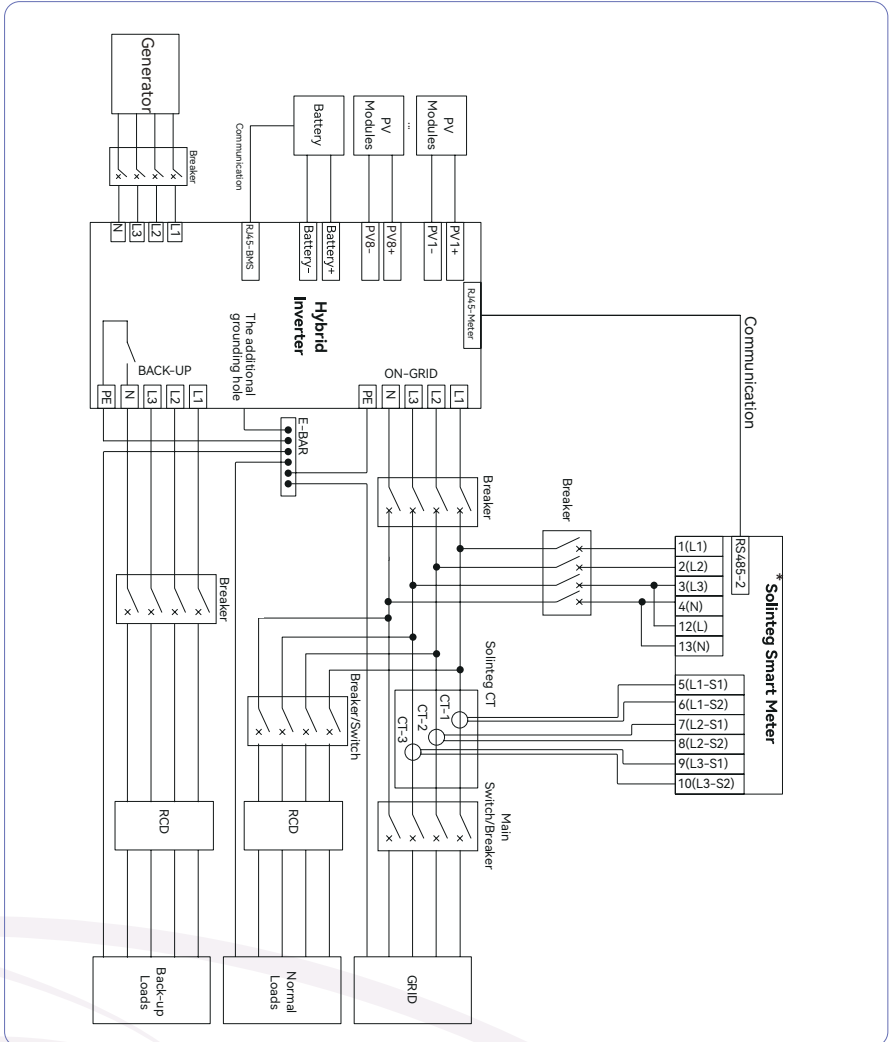 Generator
Breaker
Communication
Battery
PV
Modules
...
PV
Modules
L1
L2
L3
N
RJ45-BMS
Battery-
Battery+
PV8-
PV8+
PV1-
PV1+
RJ45-Meter
Hybrid
Inverter
The additional
grounding hole
BACK-UP
ON-GRID
PE
N
L3
L2
L1
PE
N
L3
L2
L1
E-BAR
Communication
Breaker
Breaker
Breaker
* Solinteg Smart Meter
RS485-2
1(L1)
2(L2)
3(L3)
4(N)
12(L)
13(N)
5(L1-S1)
6(L1-S2)
7(L2-S1)
8(L2-S2)
9(L3-S1)
10(L3-S2)
Solinteg CT
CT-1
CT-2
CT-3
Breaker/Switch
Main
Switch/Breaker
RCD
RCD
Back-up
Loads
Normal
Loads
GRID